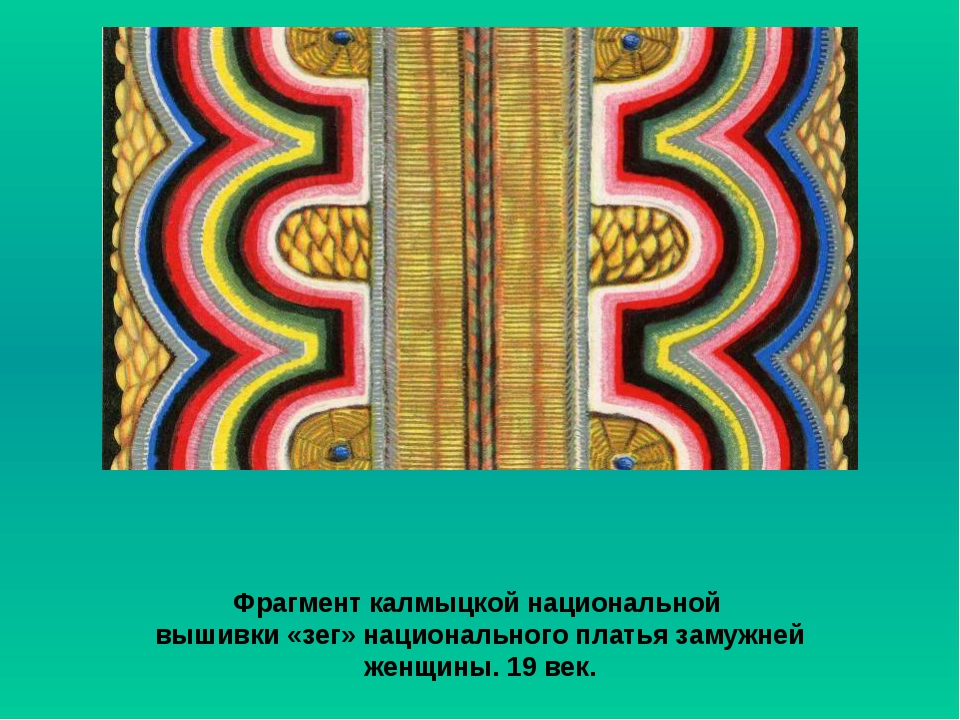 Фрагмент калмыцкой национальной
вышивки «зег» национального платья замужней
женщины. 19 век.